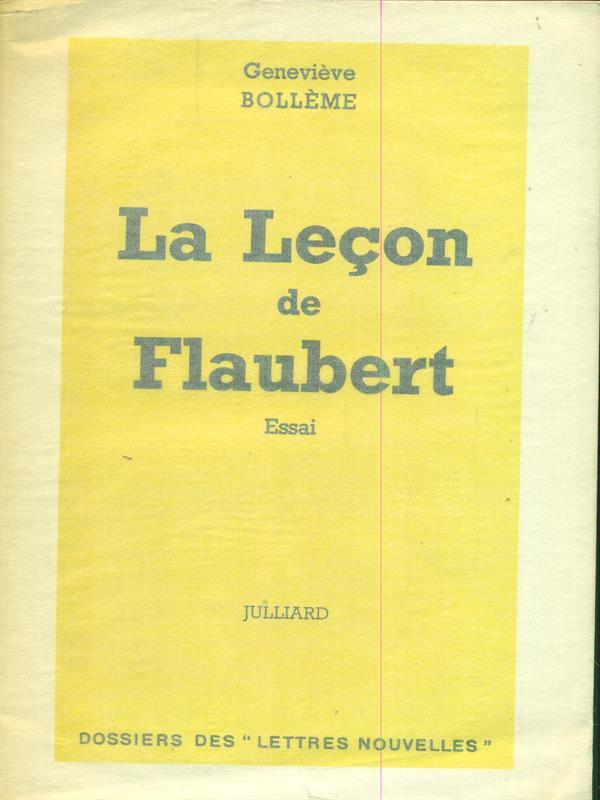 Geneviève
BOLLÈME
La Leçon
de
Flaubert
Essai
JULLIARD
DOSSIERS DES "LETTRES NOUVELLES"